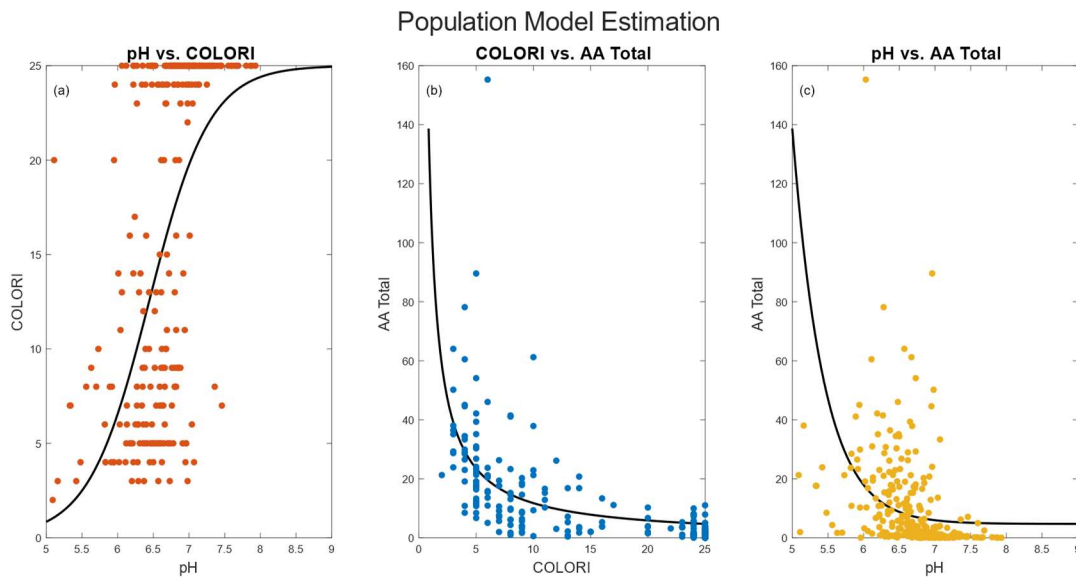 Population Model Estimation
pH vs. COLORI
(a)
COLORI
25
20
15
10
5
0
5 5.5 6 6.5 7 7.5 8 8.5 9
pH
COLORI vs. AA Total
(b)
AA Total
160
140
120
100
80
60
40
20
0
0 5 10 15 20 25
COLORI
pH vs. AA Total
(c)
AA Total
160
140
120
100
80
60
40
20
0
5 5.5 6 6.5 7 7.5 8 8.5 9
pH